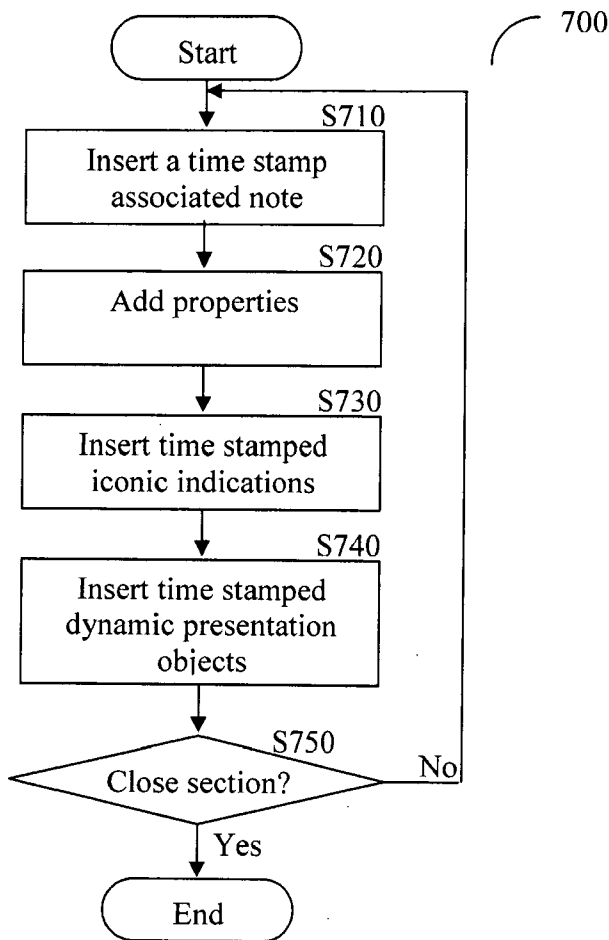 700
Start
S710
Insert a time stamp
associated note
S720
Add properties
S730
Insert time stamped
iconic indications
S740
Insert time stamped
dynamic presentation
objects
S750
Close section?
No
Yes
End